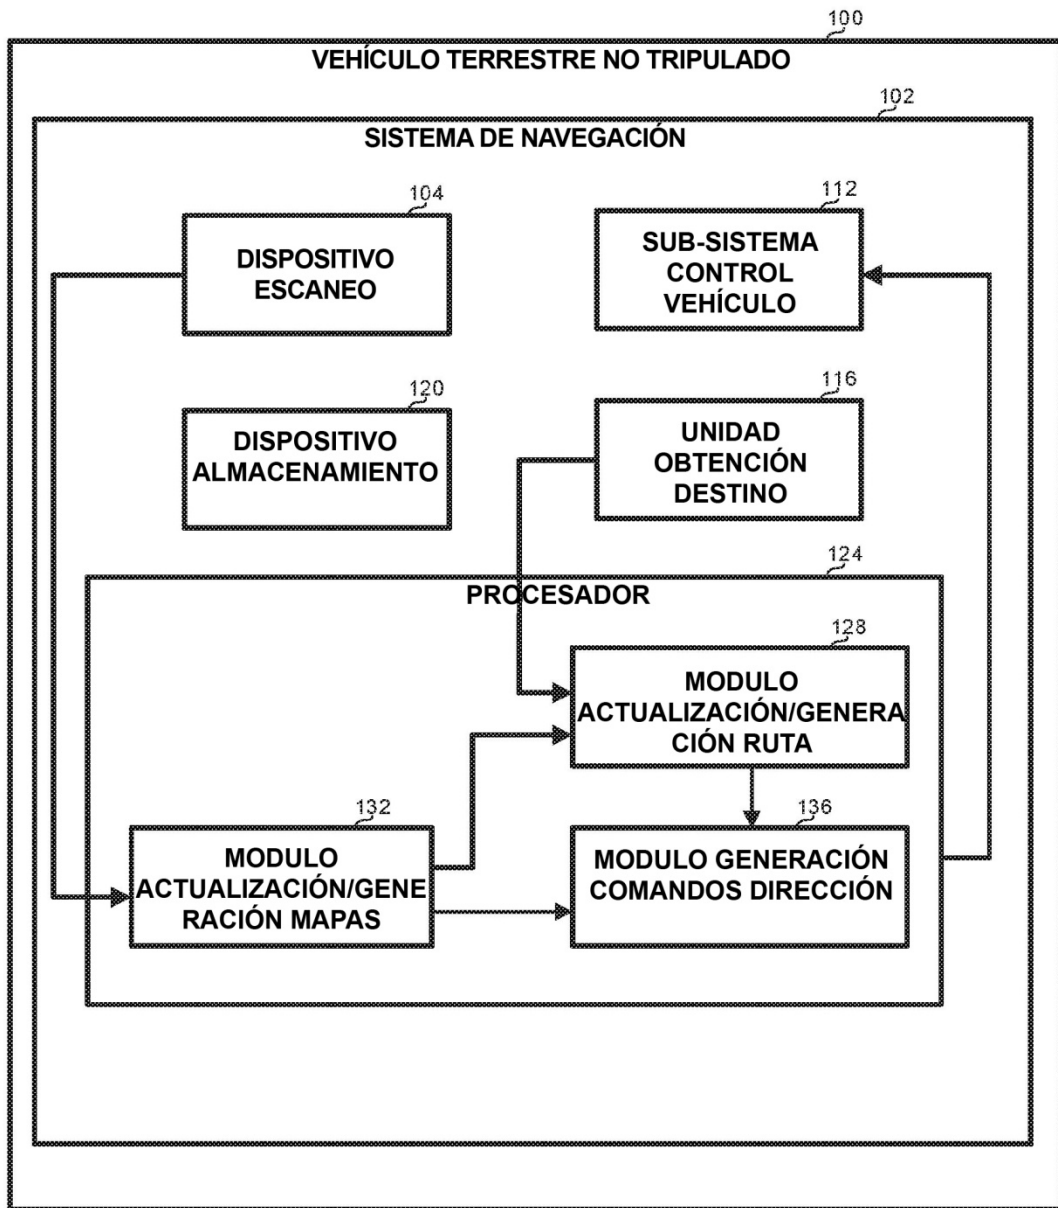 100
VEHÍCULO TERRESTRE NO TRIPULADO
102
SISTEMA DE NAVEGACIÓN
104
DISPOSITIVO
ESCANEO
112
SUB-SISTEMA
CONTROL
VEHÍCULO
120
DISPOSITIVO
ALMACENAMIENTO
116
UNIDAD
OBTENCIÓN
DESTINO
124
PROCESADOR
128
MODULO
ACTUALIZACIÓN/GENERA
CIÓN RUTA
132
MODULO
ACTUALIZACIÓN/GENE
RACIÓN MAPAS
136
MODULO GENERACIÓN
COMANDOS DIRECCIÓN